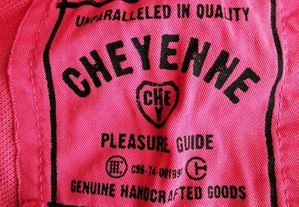 UNPARALLELED IN QUALITY
CHEYENNE
CHE
Y
PLEASURE GUIDE
GENUINE HANDCRAFTED GOODS